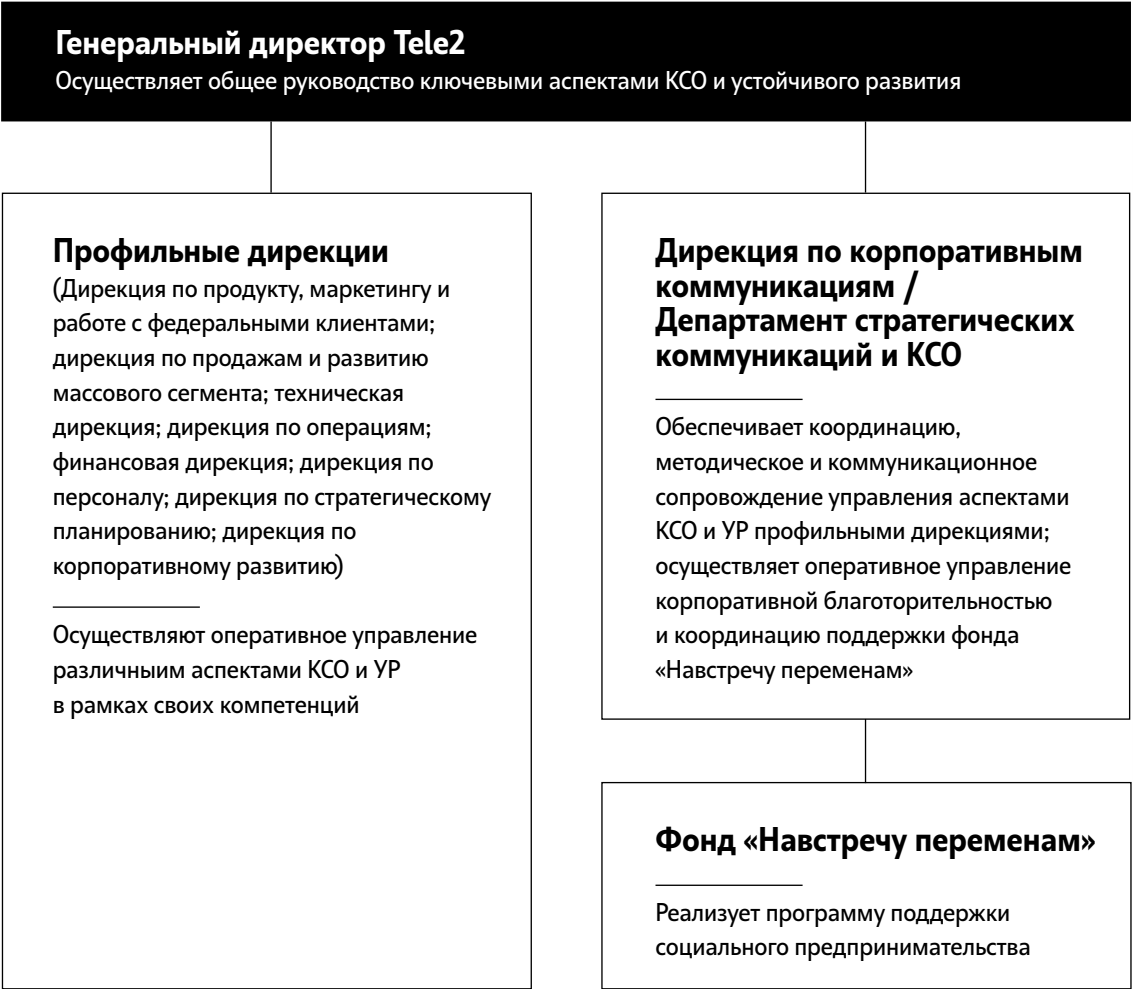 Генеральный директор Tele2
Осуществляет общее руководство ключевыми аспектами КСО и устойчивого развития
Профильные дирекции
(Дирекция по продукту, маркетингу и
работе с федеральными клиентами;
дирекция по продажам и развитию
массового сегмента; техническая
дирекция; дирекция по операциям;
финансовая дирекция; дирекция по
персоналу; дирекция по стратегическому
планированию; дирекция по
корпоративному развитию)
Осуществляют оперативное управление
различныим аспектами КСО и УР
в рамках своих компетенций
Дирекция по корпоративным
коммуникациям /
Департамент стратегических
коммуникаций и КСО
Обеспечивает координацию,
методическое и коммуникационное
сопровождение управления аспектами
КСО и УР профильными дирекциями;
осуществляет оперативное управление
корпоративной благоторительностью
и координацию поддержки фонда
«Навстречу переменам»
Фонд «Навстречу переменам»
Реализует программу поддержки
социального предпринимательства